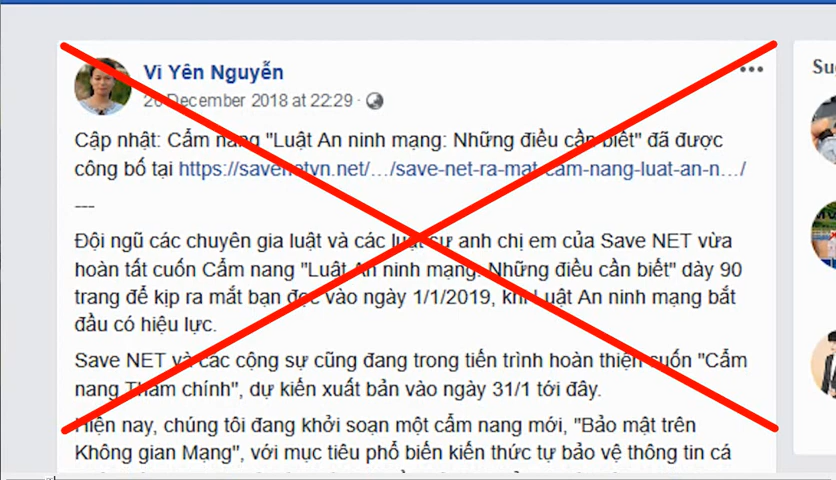 Vi Yên Nguyễn
26 December 2018 at 22:29 ·
Cập nhật: Cẩm nang "Luật An ninh mạng: Những điều cần biết" đã được
công bố tại https://savenetvn.net/…/save-net-ra-mat-cam-nang-luat-an-n…/
---
Đội ngũ các chuyên gia luật và các luật sư anh chị em của Save NET vừa
hoàn tất cuốn Cẩm nang "Luật An ninh mạng: Những điều cần biết" dày 90
trang để kịp ra mắt bạn đọc vào ngày 1/1/2019, khi Luật An ninh mạng bắt
đầu có hiệu lực.
Save NET và các cộng sự cũng đang trong tiến trình hoàn thiện cuốn "Cẩm
nang Tham chính", dự kiến xuất bản vào ngày 31/1 tới đây.
Hiện nay, chúng tôi đang khởi soạn một cẩm nang mới, "Bảo mật trên
Không gian Mạng", với mục tiêu phổ biến kiến thức tự bảo vệ thông tin cá